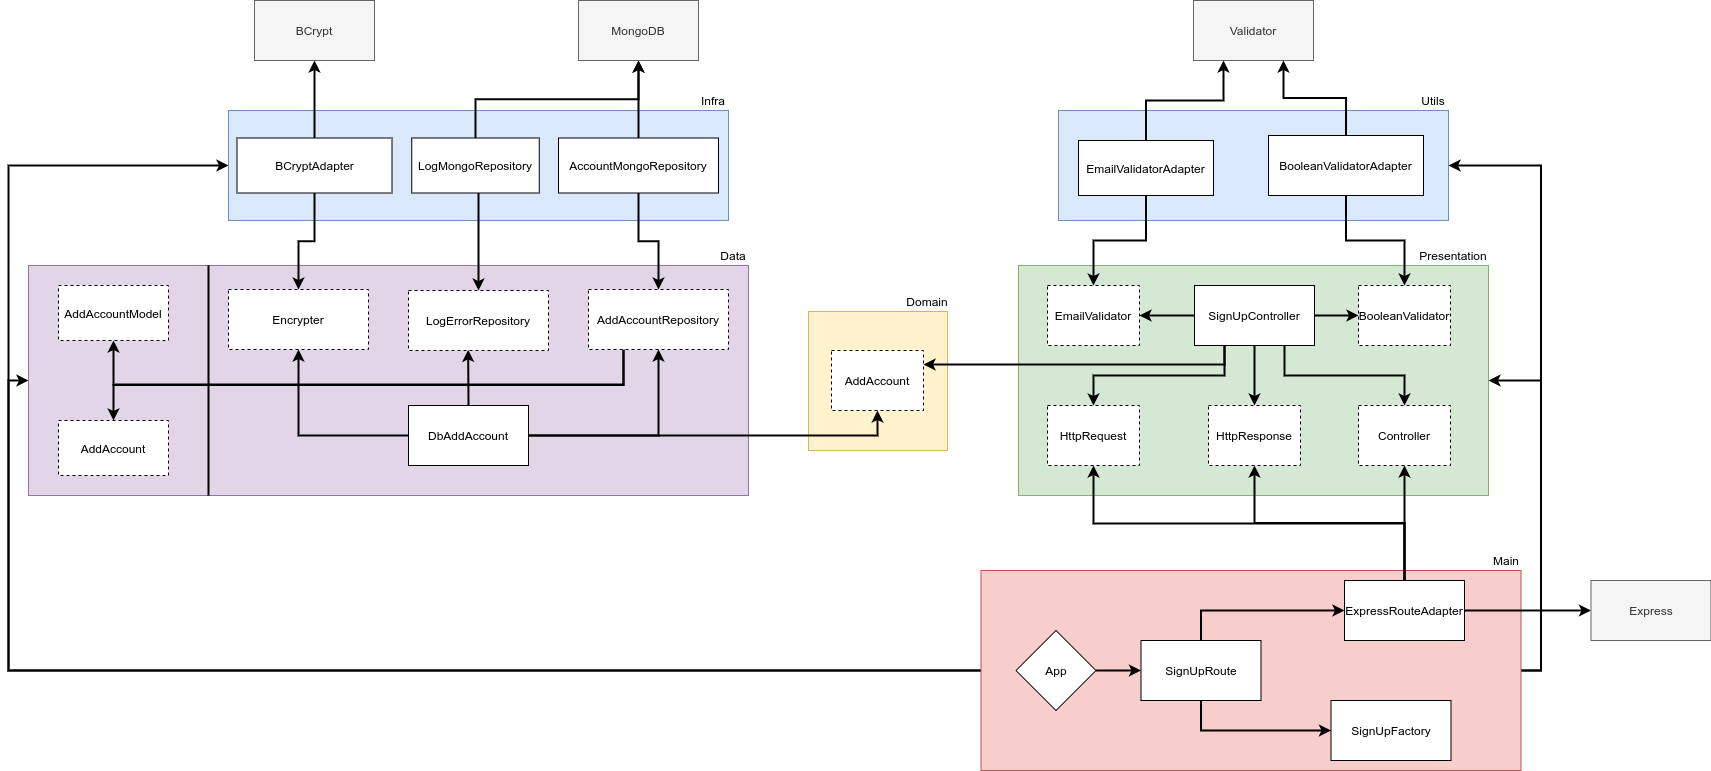 BCrypt
MongoDB
Validator
Infra
Utils
BCryptAdapter
LogMongoRepository
AccountMongoRepository
EmailValidatorAdapter
BooleanValidatorAdapter
Data
Presentation
Domain
AddAccountModel
Encrypter
LogErrorRepository
AddAccountRepository
EmailValidator
SignUpController
BooleanValidator
AddAccount
AddAccount
DbAddAccount
HttpRequest
HttpResponse
Controller
Main
ExpressRouteAdapter
Express
App
SignUpRoute
SignUpFactory